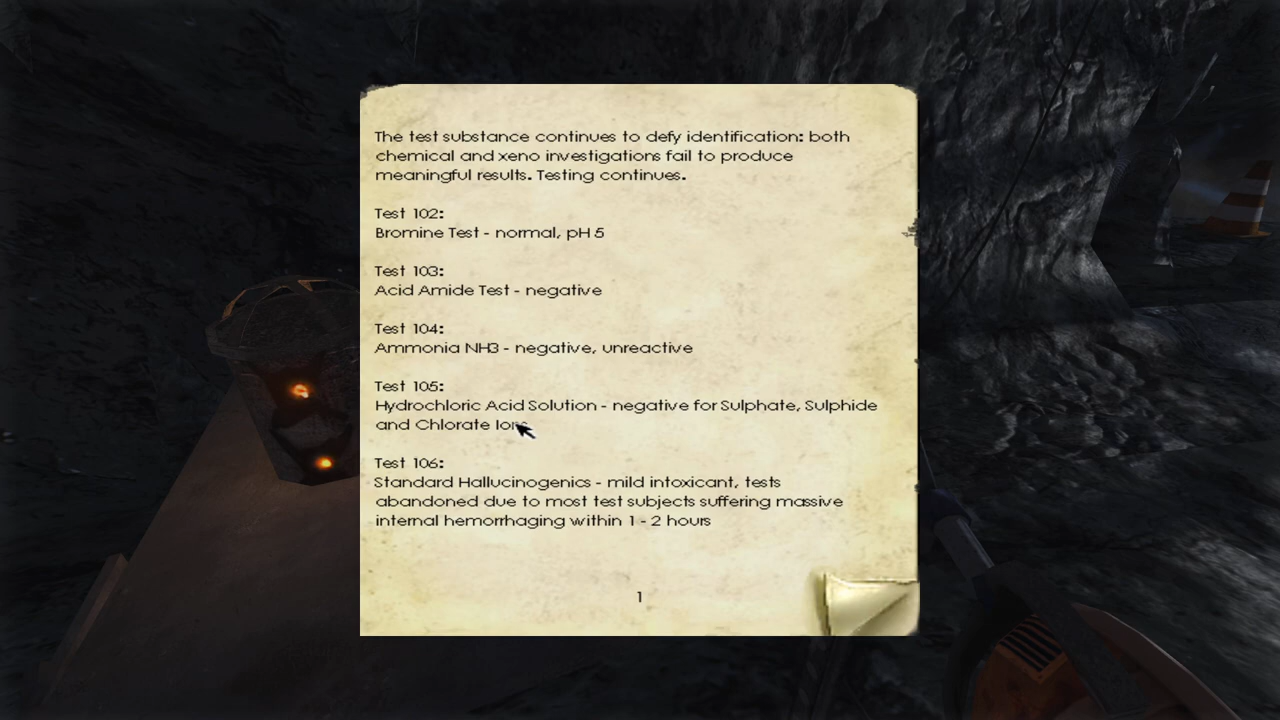 The test substance continues to defy identification: both
chemical and xeno investigations fail to produce
meaningful results. Testing continues.
Test 102:
Bromine Test - normal, pH 5
Test 103:
Acid Amide Test - negative
Test 104:
Ammonia NH3 - negative, unreactive
Test 105:
Hydrochloric Acid Solution - negative for Sulphate, Sulphide
and Chlorate Ions
Test 106:
Standard Hallucinogenics - mild intoxicant, tests
abandoned due to most test subjects suffering massive
internal hemorrhaging within 1 - 2 hours
1